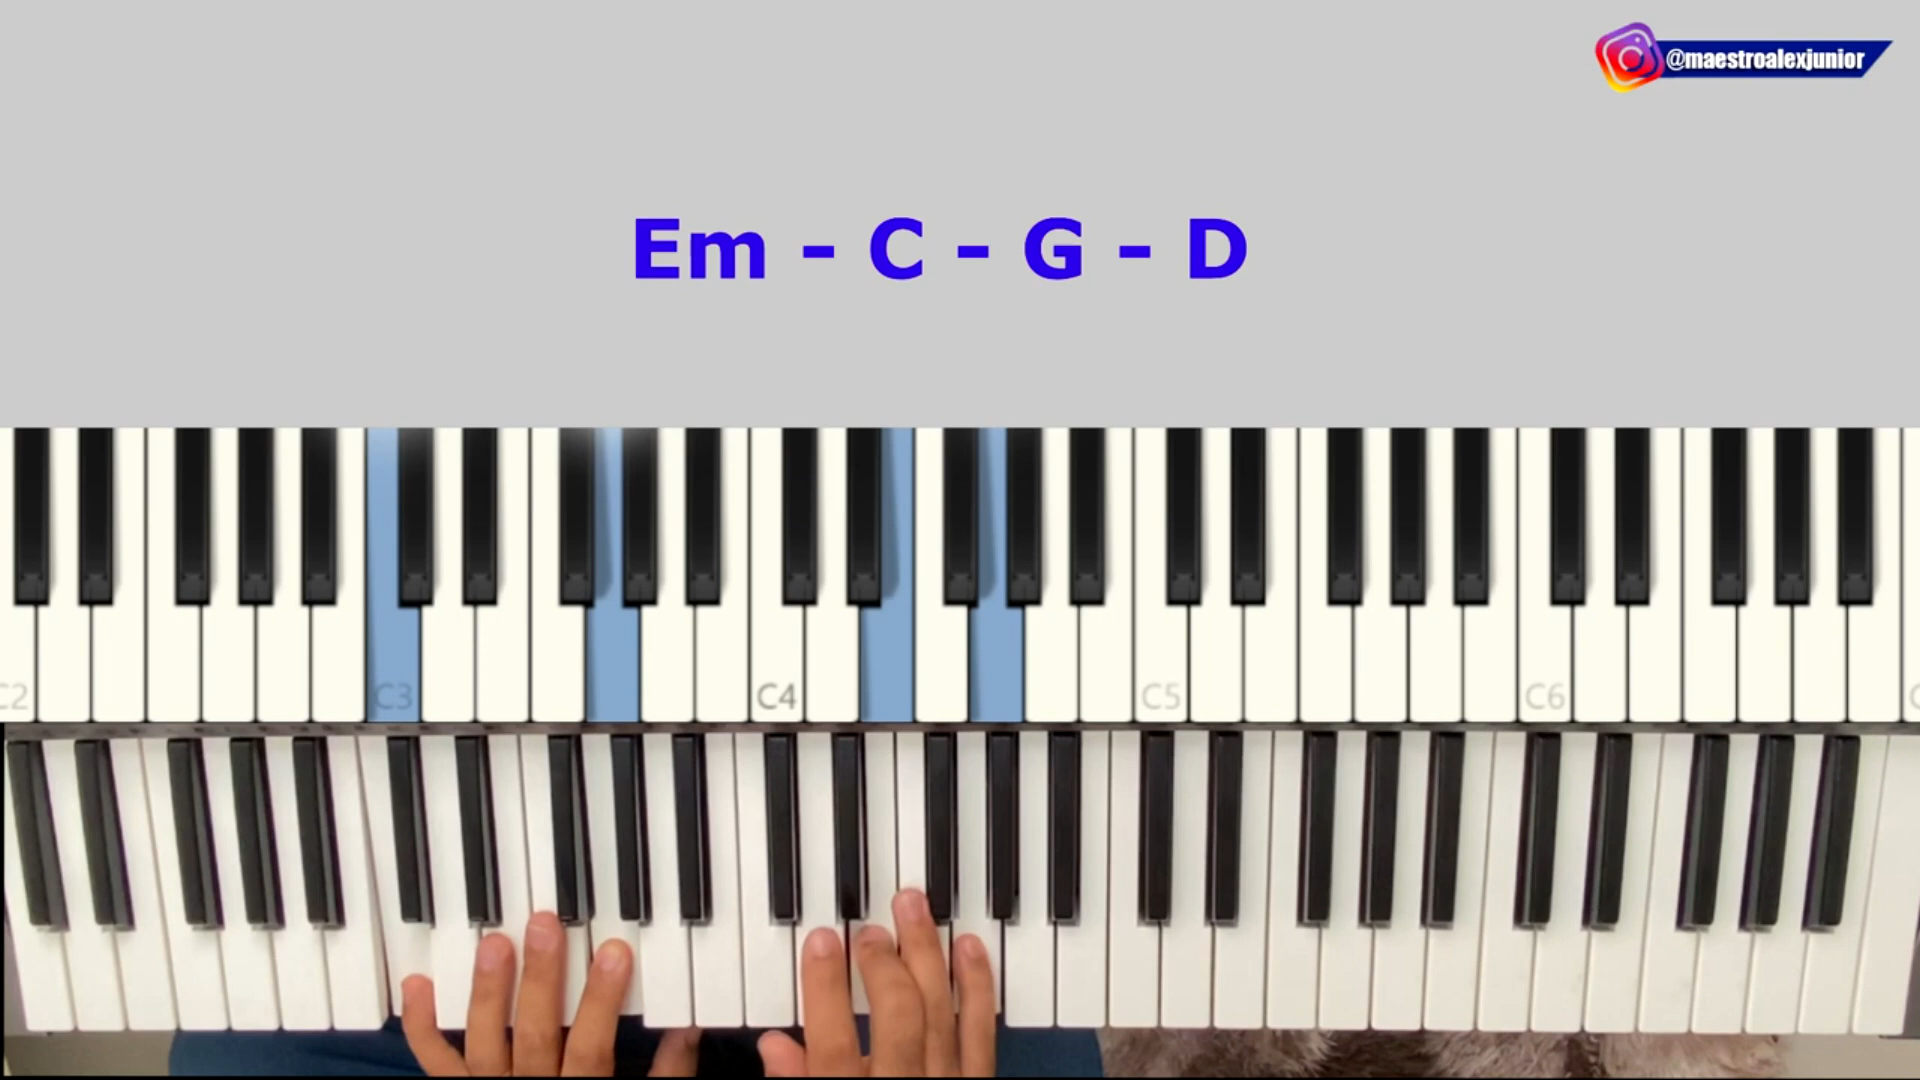 @maestroalexjunior
Em - C - G - D
C2 C3 C4 C5 C6